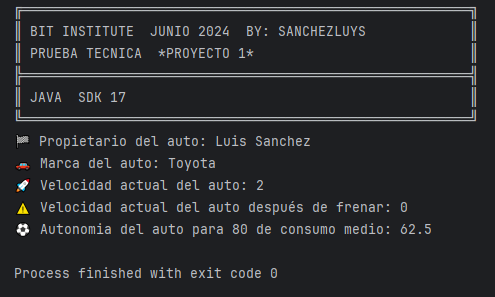 BIT INSTITUTE  JUNIO 2024  BY: SANCHEZLUYS
PRUEBA TECNICA  *PROYECTO 1*
JAVA  SDK 17
🏁 Propietario del auto: Luis Sanchez
🚗 Marca del auto: Toyota
🚀 Velocidad actual del auto: 2
⚠️ Velocidad actual del auto después de frenar: 0
⚽ Autonomia del auto para 80 de consumo medio: 62.5
Process finished with exit code 0